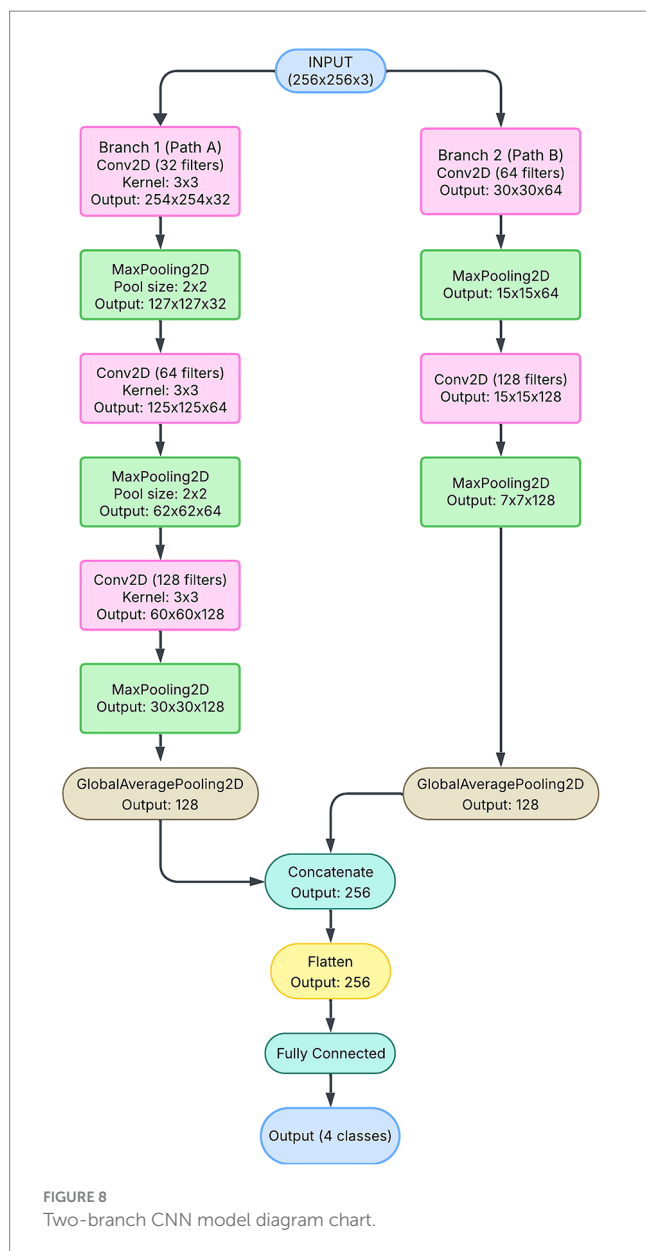 INPUT
(256x256x3)
Branch 1 (Path A)
Conv2D (32 filters)
Kernel: 3x3
Output: 254x254x32
MaxPooling2D
Pool size: 2x2
Output: 127x127x32
Conv2D (64 filters)
Kernel: 3x3
Output: 125x125x64
MaxPooling2D
Pool size: 2x2
Output: 62x62x64
Conv2D (128 filters)
Kernel: 3x3
Output: 60x60x128
MaxPooling2D
Output: 30x30x128
GlobalAveragePooling2D
Output: 128
Branch 2 (Path B)
Conv2D (64 filters)
Output: 30x30x64
MaxPooling2D
Output: 15x15x64
Conv2D (128 filters)
Output: 15x15x128
MaxPooling2D
Output: 7x7x128
GlobalAveragePooling2D
Output: 128
Concatenate
Output: 256
Flatten
Output: 256
Fully Connected
Output (4 classes)
FIGURE 8
Two-branch CNN model diagram chart.